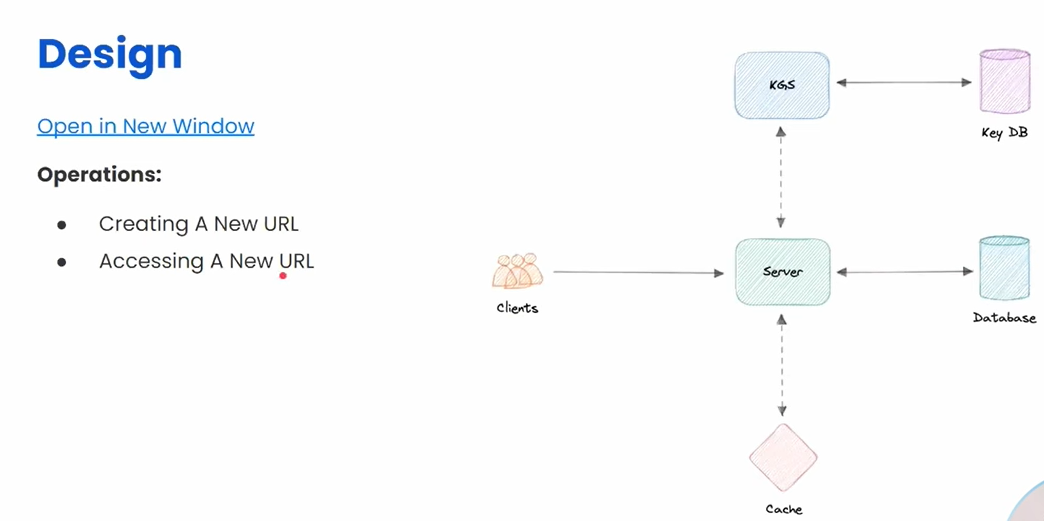 Design
Open in New Window
Operations:
● Creating A New URL
● Accessing A New URL
KGS
Key DB
Clients
Server
Database
Cache